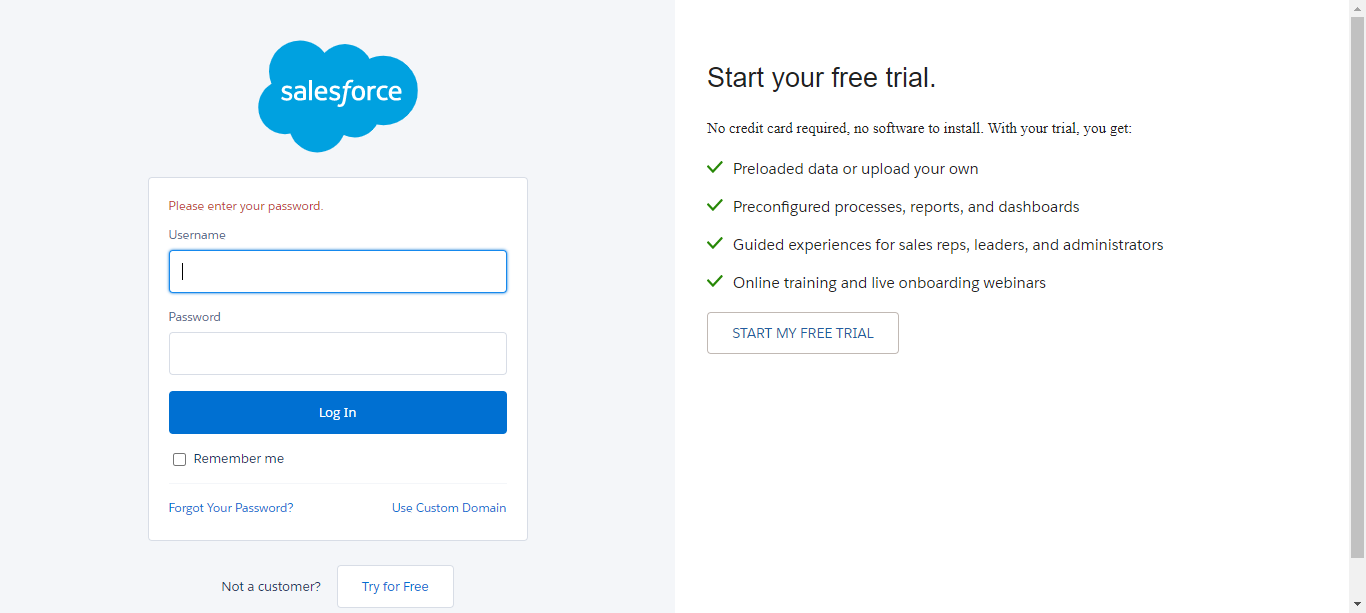 salesforce
Please enter your password.
Username
Password
Log In
Remember me
Forgot Your Password?
Use Custom Domain
Not a customer?
Try for Free
Start your free trial.
No credit card required, no software to install. With your trial, you get:
Preloaded data or upload your own
Preconfigured processes, reports, and dashboards
Guided experiences for sales reps, leaders, and administrators
Online training and live onboarding webinars
START MY FREE TRIAL